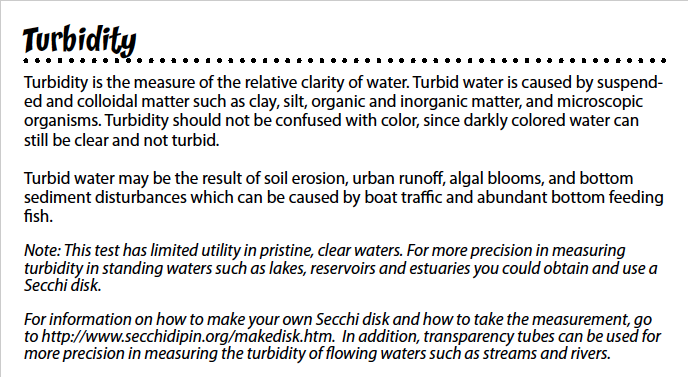 Turbidity
Turbidity is the measure of the relative clarity of water. Turbid water is caused by suspend-
ed and colloidal matter such as clay, silt, organic and inorganic matter, and microscopic
organisms. Turbidity should not be confused with color, since darkly colored water can
still be clear and not turbid.
Turbid water may be the result of soil erosion, urban runoff, algal blooms, and bottom
sediment disturbances which can be caused by boat traffic and abundant bottom feeding
fish.
Note: This test has limited utility in pristine, clear waters. For more precision in measuring
turbidity in standing waters such as lakes, reservoirs and estuaries you could obtain and use a
Secchi disk.
For information on how to make your own Secchi disk and how to take the measurement, go
to http://www.secchidipin.org/makedisk.htm. In addition, transparency tubes can be used for
more precision in measuring the turbidity of flowing waters such as streams and rivers.